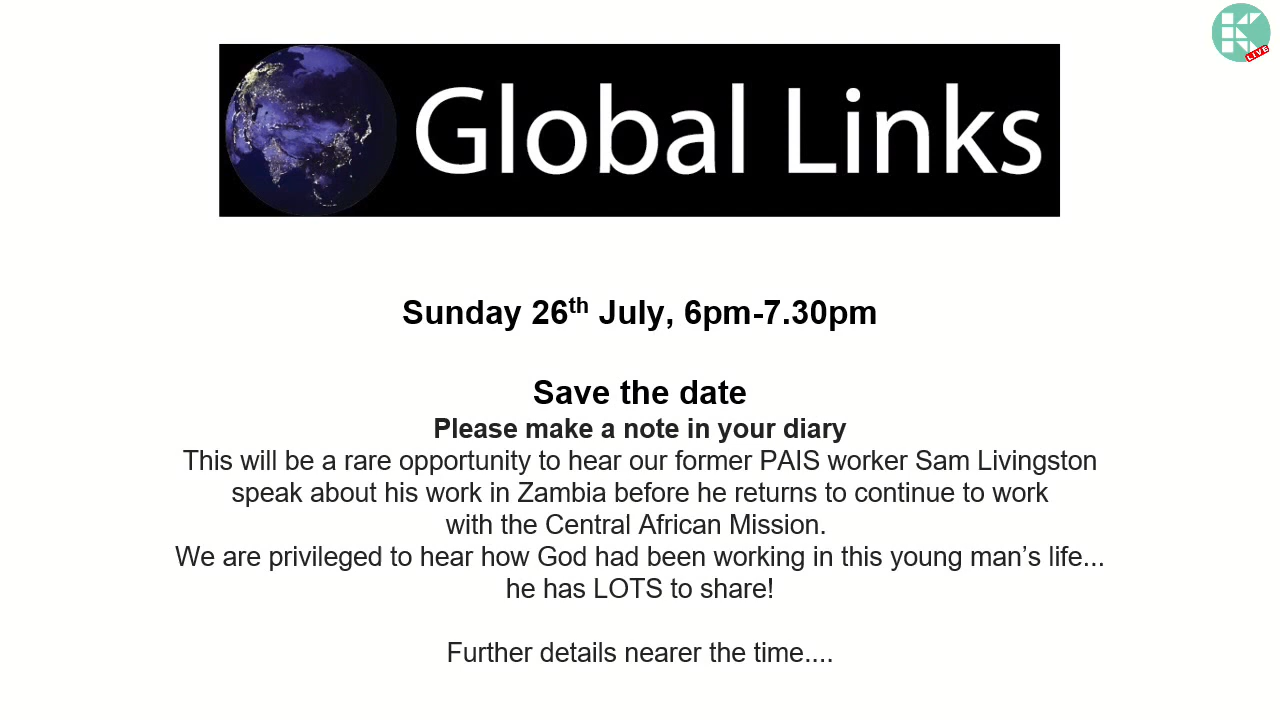 LIVE
Global Links
Sunday 26th July, 6pm-7.30pm
Save the date
Please make a note in your diary
This will be a rare opportunity to hear our former PAIS worker Sam Livingston
speak about his work in Zambia before he returns to continue to work
with the Central African Mission.
We are privileged to hear how God had been working in this young man’s life...
he has LOTS to share!
Further details nearer the time....